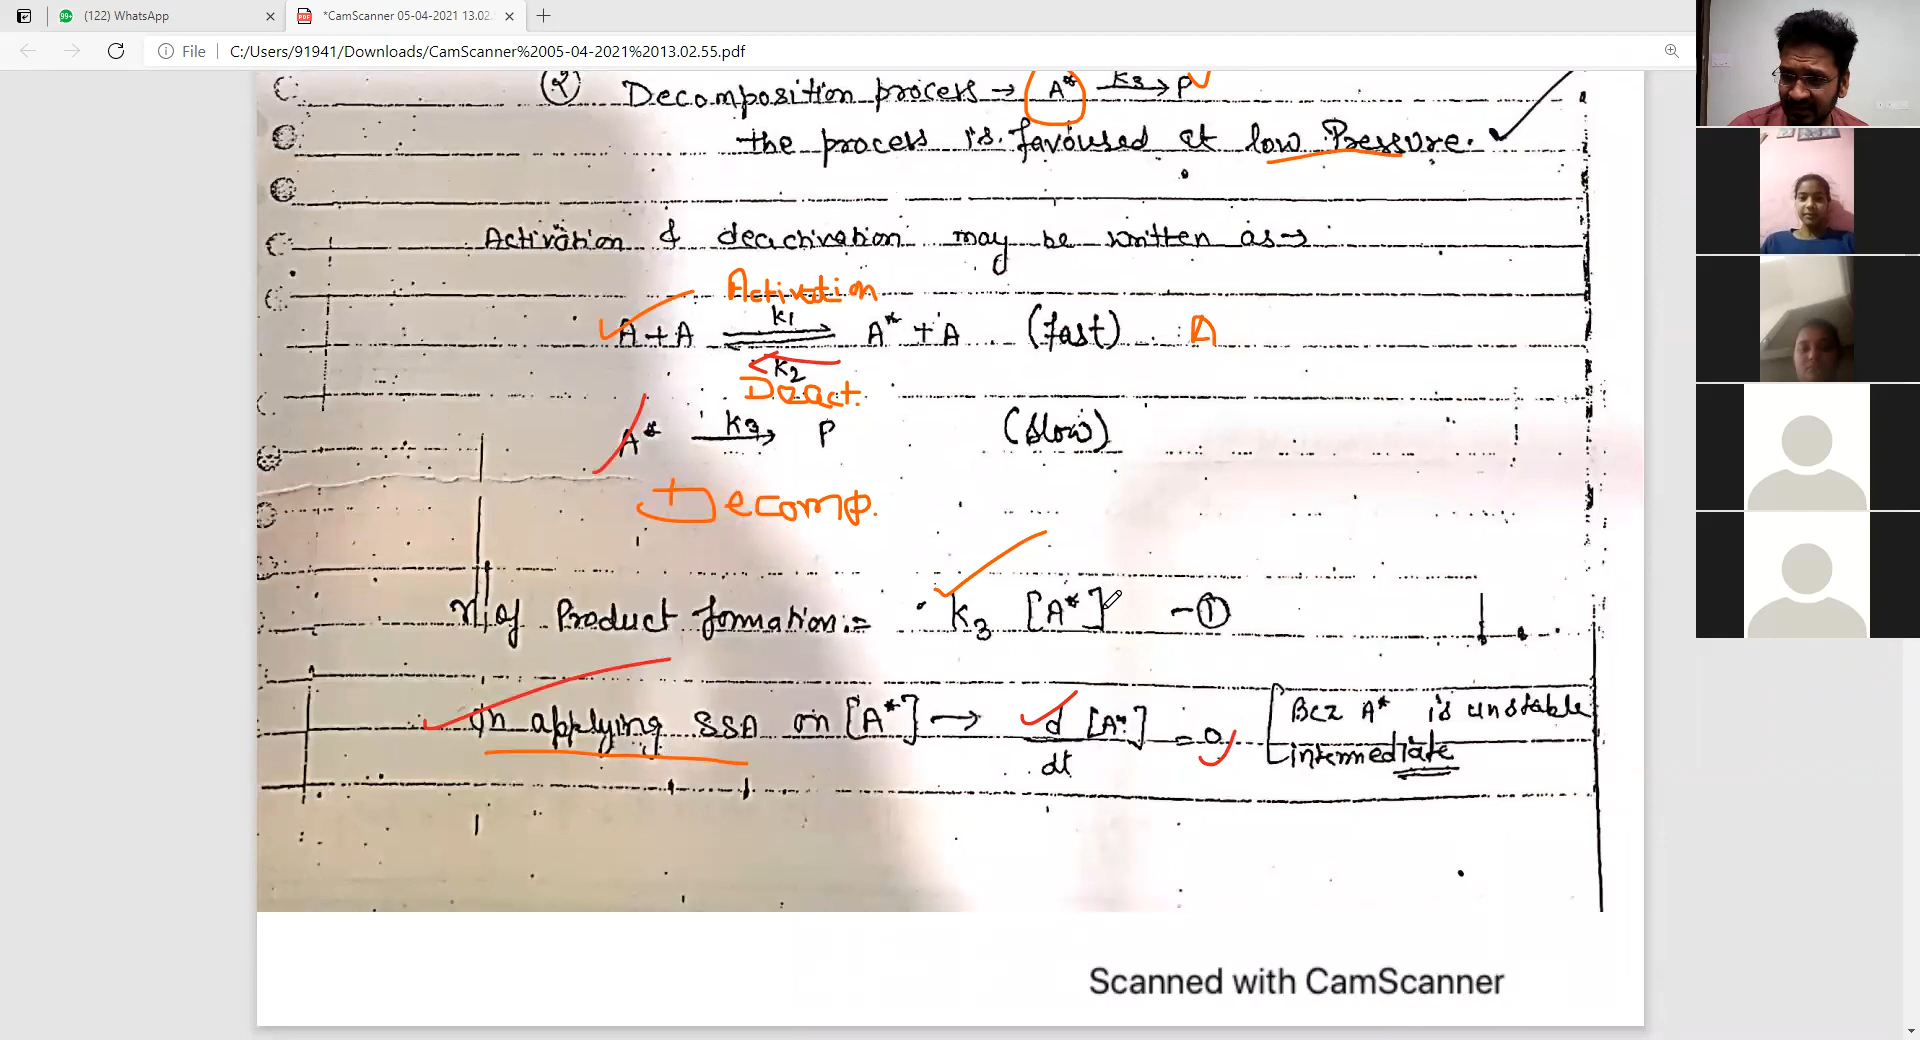 (122) WhatsApp
*CamScanner 05-04-2021 13.02.
File C:/Users/91941/Downloads/CamScanner%2005-04-2021%2013.02.55.pdf
② Decomposition process → A* K3→ P
the process is favoused at low Pressure.
Activation & deactivation may be written as→
Activation
A+A k1 ⇌ A* + A (fast)
k2
Deact.
A* K3→ P (slow)
Decomp.
of Product formation:= k3 [A*] -①
On applying SSA on [A*] → d [A*] / dt = 0 [Bcz A* is unstable
intermediate
Scanned with CamScanner